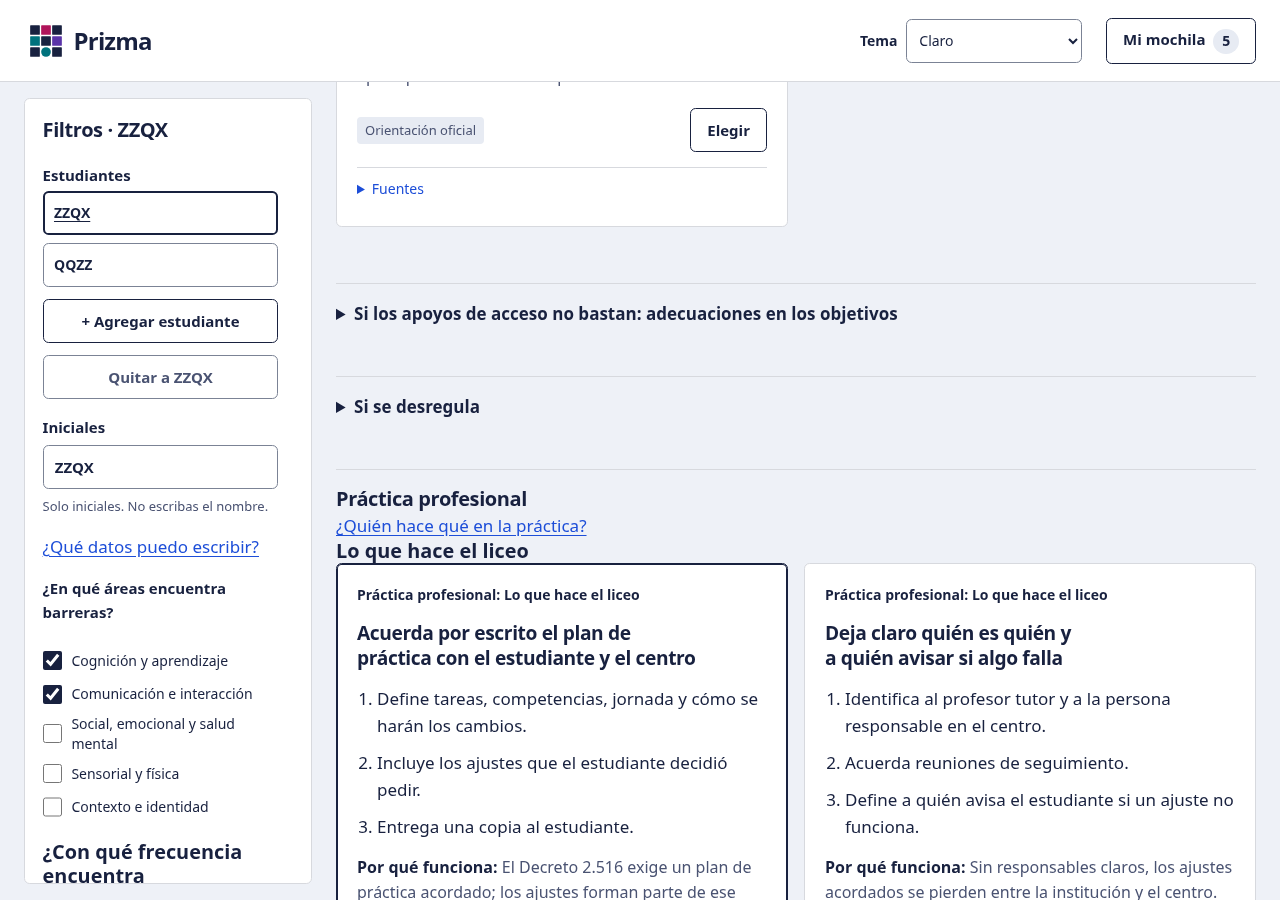 Prizma
Tema
Claro
Mi mochila 5
Filtros · ZZQX
Estudiantes
ZZQX
QQZZ
+ Agregar estudiante
Quitar a ZZQX
Iniciales
ZZQX
Solo iniciales. No escribas el nombre.
¿Qué datos puedo escribir?
¿En qué áreas encuentra
barreras?
Cognición y aprendizaje
Comunicación e interacción
Social, emocional y salud
mental
Sensorial y física
Contexto e identidad
¿Con qué frecuencia
encuentra
Orientación oficial
Elegir
Fuentes
Si los apoyos de acceso no bastan: adecuaciones en los objetivos
Si se desregula
Práctica profesional
¿Quién hace qué en la práctica?
Lo que hace el liceo
Práctica profesional: Lo que hace el liceo
Acuerda por escrito el plan de
práctica con el estudiante y el centro
1. Define tareas, competencias, jornada y cómo se
harán los cambios.
2. Incluye los ajustes que el estudiante decidió
pedir.
3. Entrega una copia al estudiante.
Por qué funciona: El Decreto 2.516 exige un plan de
práctica acordado; los ajustes forman parte de ese
Práctica profesional: Lo que hace el liceo
Deja claro quién es quién y
a quién avisar si algo falla
1. Identifica al profesor tutor y a la persona
responsable en el centro.
2. Acuerda reuniones de seguimiento.
3. Define a quién avisa el estudiante si un ajuste no
funciona.
Por qué funciona: Sin responsables claros, los ajustes
acordados se pierden entre la institución y el centro.